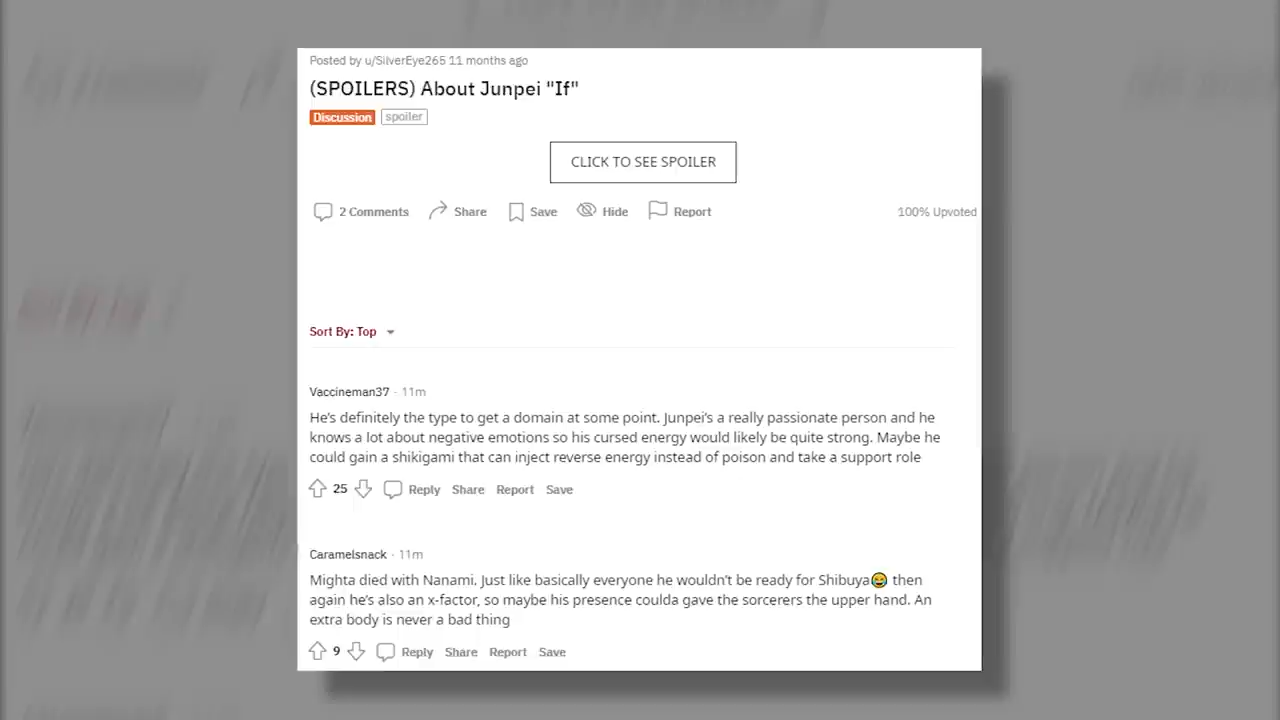 Posted by u/SilverEye265 11 months ago
(SPOILERS) About Junpei "If"
Discussion spoiler
CLICK TO SEE SPOILER
2 Comments Share Save Hide Report 100% Upvoted
Sort By: Top
Vaccineman37 · 11m
He's definitely the type to get a domain at some point. Junpei's a really passionate person and he
knows a lot about negative emotions so his cursed energy would likely be quite strong. Maybe he
could gain a shikigami that can inject reverse energy instead of poison and take a support role
25 Reply Share Report Save
Caramelsnack · 11m
Mighta died with Nanami. Just like basically everyone he wouldn't be ready for Shibuya😂 then
again he's also an x-factor, so maybe his presence coulda gave the sorcerers the upper hand. An
extra body is never a bad thing
9 Reply Share Report Save